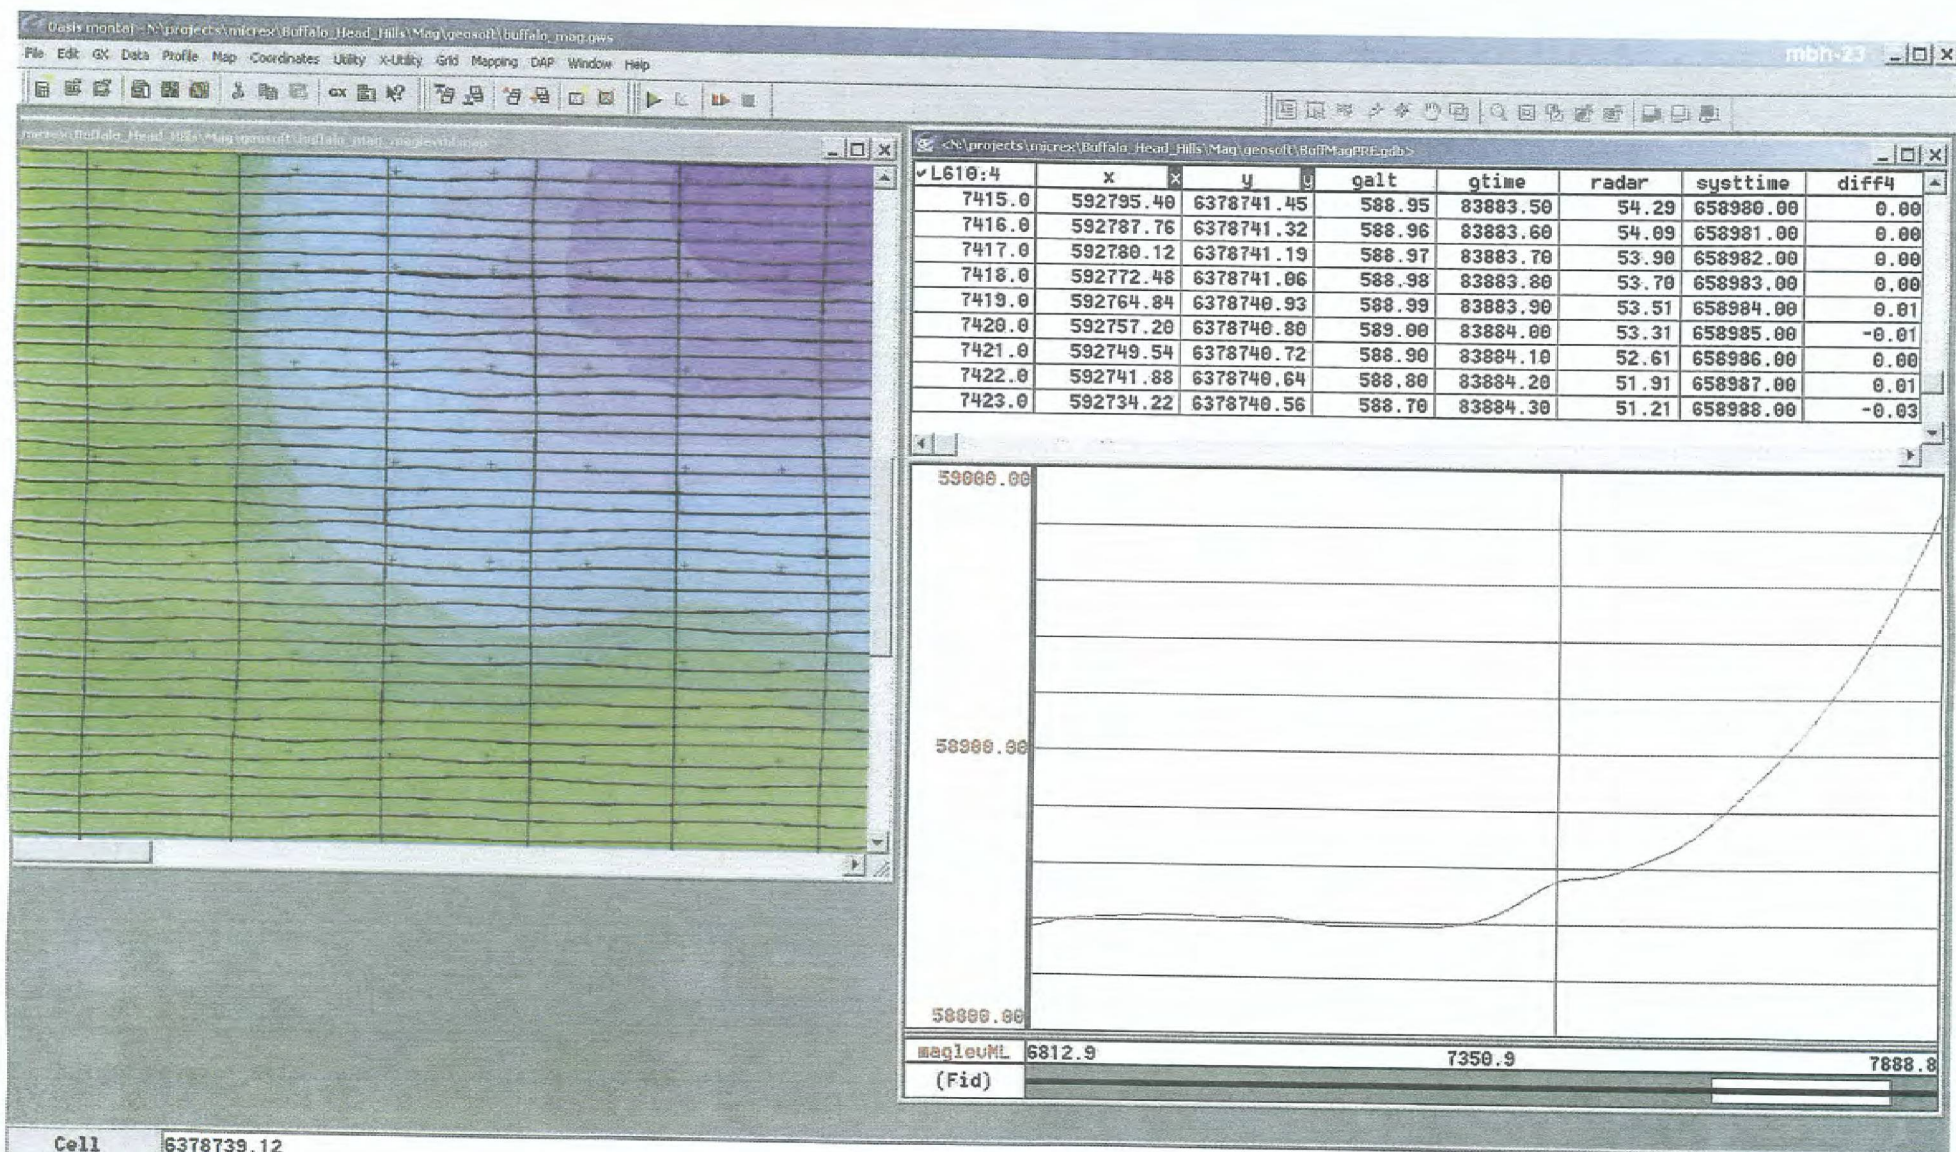 Oasis montaj - N:\projects\micrex\Buffalo_Head_Hills\Mag\geosoft\buffalo_mag.gws
mbh-23
File Edit GX Data Profile Map Coordinates Utility X-Utility Grid Mapping DAP Window Help
GX
micrex\Buffalo_Head_Hills\Mag\geosoft\buffalo_mag_maglevml.map
<N:\projects\micrex\Buffalo_Head_Hills\Mag\geosoft\BuffMagPRE.gdb>
L610:4 x x y y galt gtime radar systtime diff4
7415.0 592795.40 6378741.45 588.95 83883.50 54.29 658980.00 0.00
7416.0 592787.76 6378741.32 588.96 83883.60 54.09 658981.00 0.00
7417.0 592780.12 6378741.19 588.97 83883.70 53.90 658982.00 0.00
7418.0 592772.48 6378741.06 588.98 83883.80 53.70 658983.00 0.00
7419.0 592764.84 6378740.93 588.99 83883.90 53.51 658984.00 0.01
7420.0 592757.20 6378740.80 589.00 83884.00 53.31 658985.00 -0.01
7421.0 592749.54 6378740.72 588.90 83884.10 52.61 658986.00 0.00
7422.0 592741.88 6378740.64 588.80 83884.20 51.91 658987.00 0.01
7423.0 592734.22 6378740.56 588.70 83884.30 51.21 658988.00 -0.03
59000.00
58900.00
58800.00
maglevML 6812.9 7350.9 7888.8
(Fid)
Cell 6378739.12